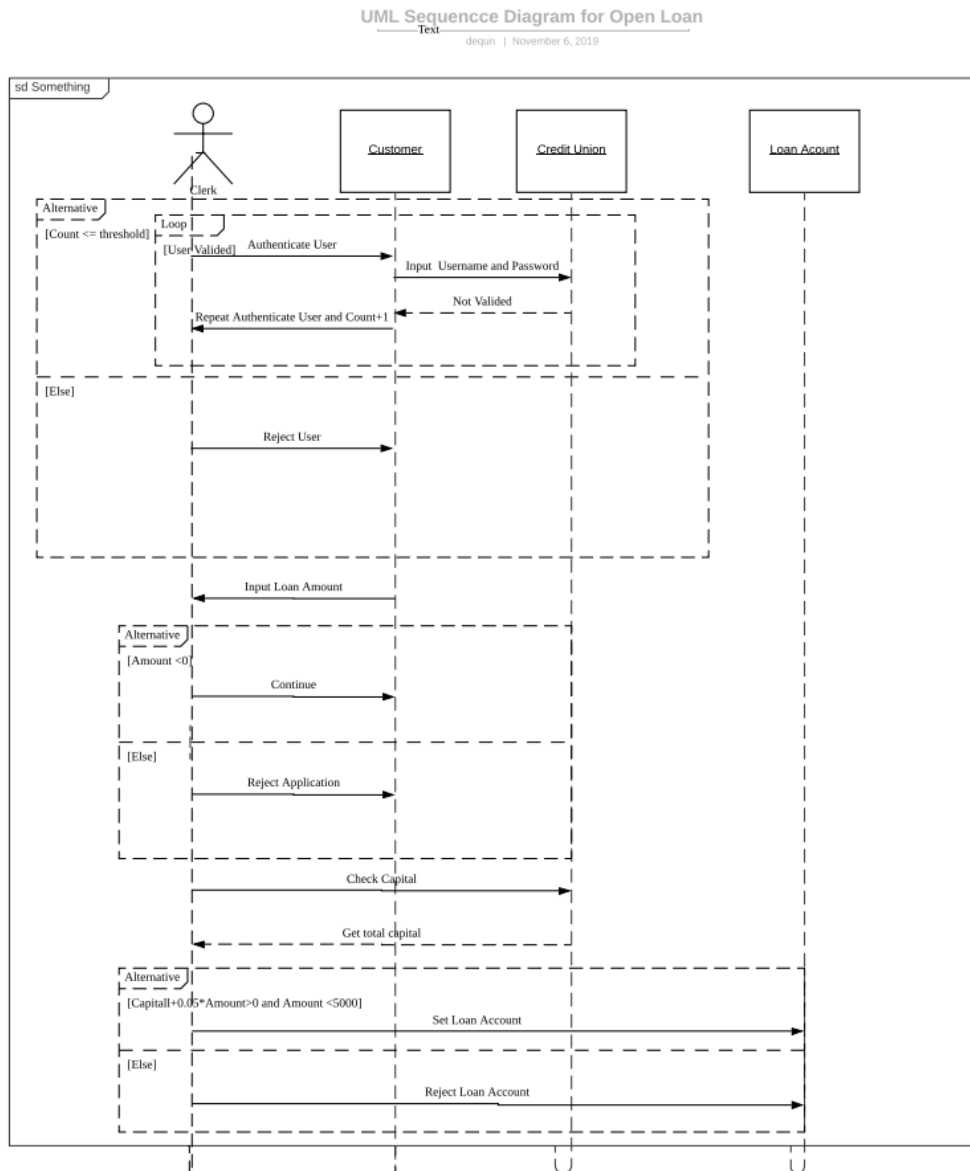 UML Sequencce Diagram for Open Loan
Text
dequn | November 6, 2019
sd Something
Customer
Credit Union
Loan Acount
Clerk
Alternative
[Count <= threshold]
Loop
[User Valided]
Authenticate User
Input Username and Password
Not Valided
Repeat Authenticate User and Count+1
[Else]
Reject User
Input Loan Amount
Alternative
[Amount <0]
Continue
[Else]
Reject Application
Check Capital
Get total capital
Alternative
[Capitall+0.05*Amount>0 and Amount <5000]
Set Loan Account
[Else]
Reject Loan Account